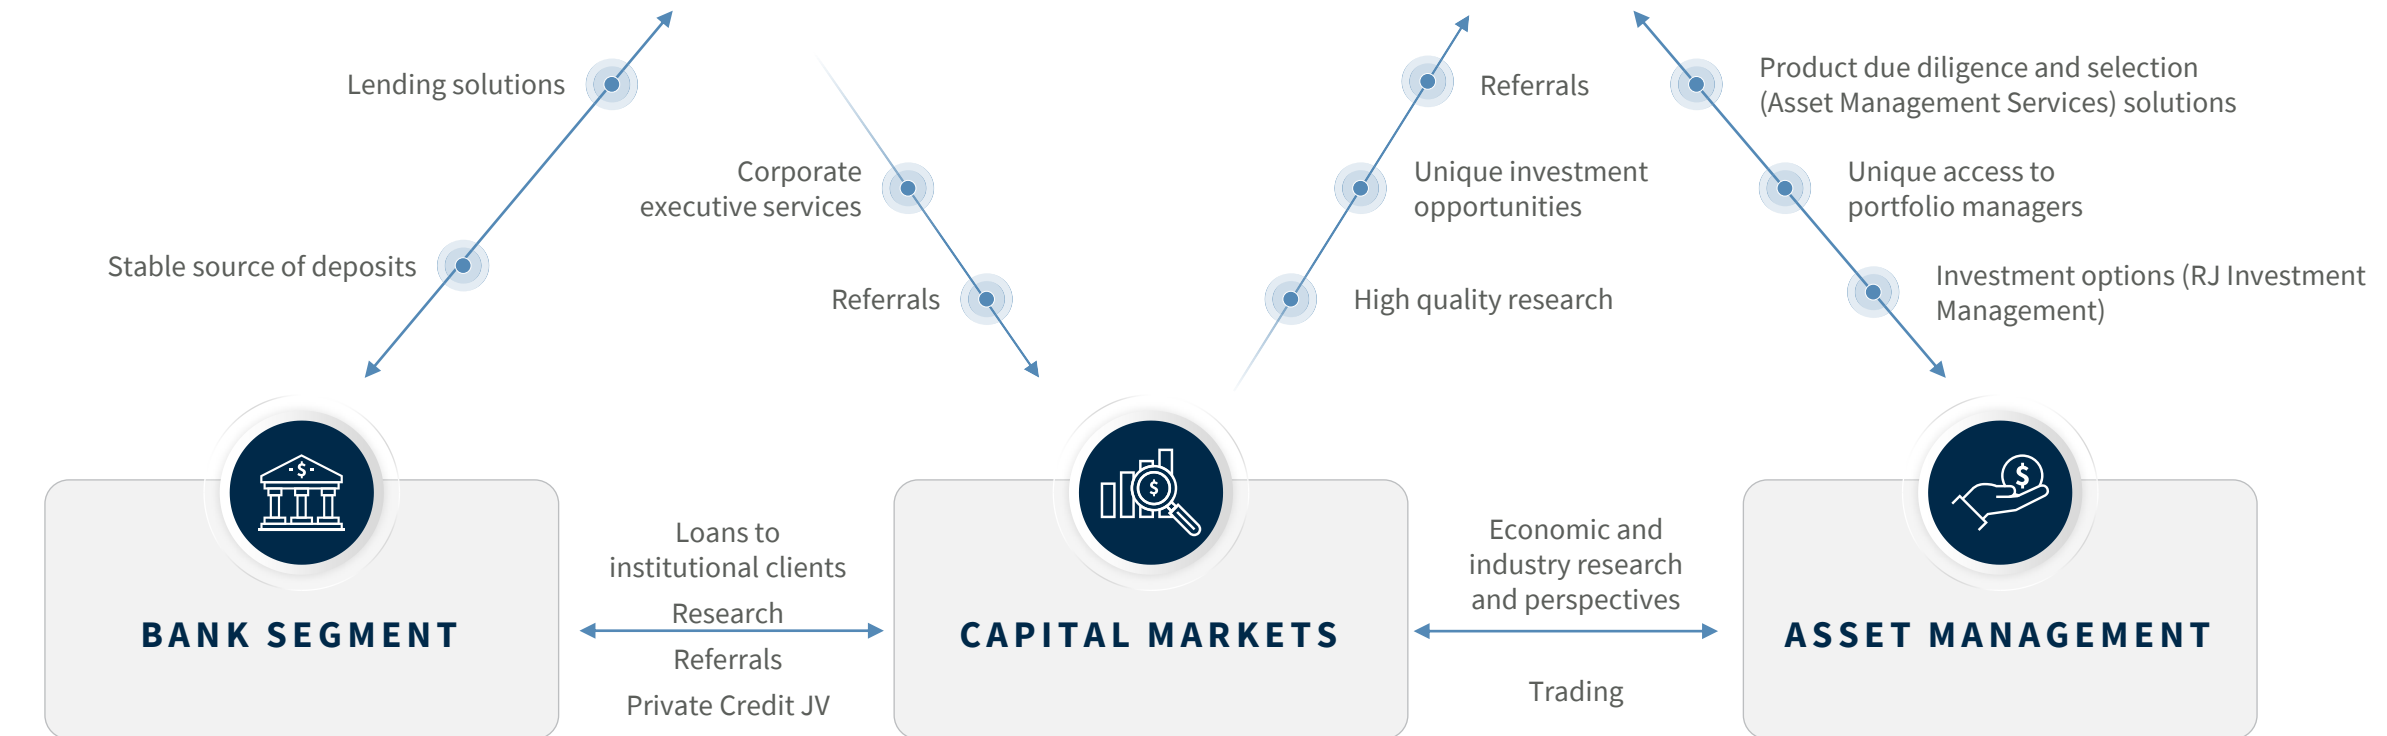 Lending solutions
Stable source of deposits
Corporate
executive services
Referrals
Referrals
Unique investment
opportunities
High quality research
Product due diligence and selection
(Asset Management Services) solutions
Unique access to
portfolio managers
Investment options (RJ Investment
Management)
$
BANK SEGMENT
Loans to
institutional clients
Research
Referrals
Private Credit JV
$
CAPITAL MARKETS
Economic and
industry research
and perspectives
Trading
$
ASSET MANAGEMENT